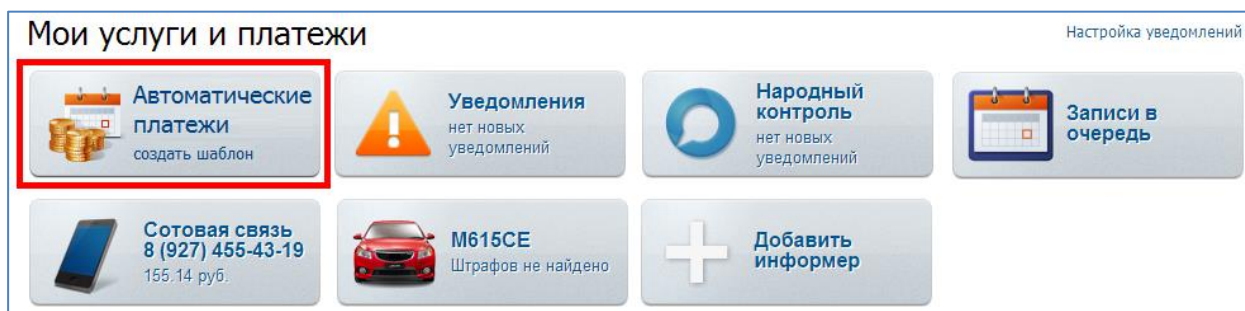 Мои услуги и платежи
Настройка уведомлений
Автоматические
платежи
создать шаблон
Уведомления
нет новых
уведомлений
Народный
контроль
нет новых
уведомлений
Записи в
очередь
Сотовая связь
8 (927) 455-43-19
155.14 руб.
М615СЕ
Штрафов не найдено
Добавить
информер